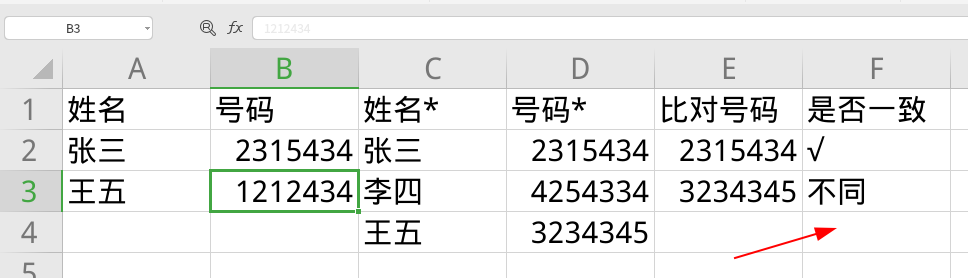 B3 fx 1212434
A B C D E F
1 姓名 号码 姓名* 号码* 比对号码 是否一致
2 张三 2315434 张三 2315434 2315434 √
3 王五 1212434 李四 4254334 3234345 不同
4 王五 3234345
5